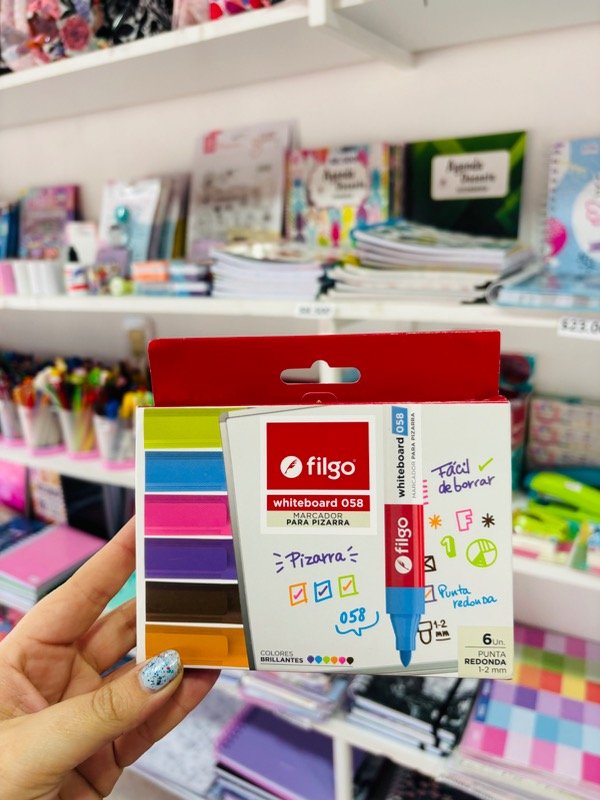 filgo
whiteboard 058
MARCADOR
PARA PIZARRA
whiteboard 058
MARCADOR PARA PIZARRA
filgo
Fácil
de borrar
Pizarra
058
Punta
redonda
1-2
MM
COLORES
BRILLANTES
6 Un.
PUNTA
REDONDA
1-2 mm